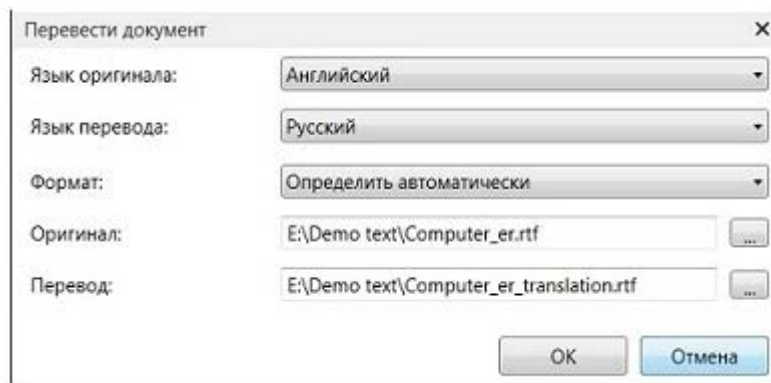 Перевести документ
Язык оригинала: Английский
Язык перевода: Русский
Формат: Определить автоматически
Оригинал: E:\Demo text\Computer_er.rtf ...
Перевод: E:\Demo text\Computer_er_translation.rtf ...
OK Отмена